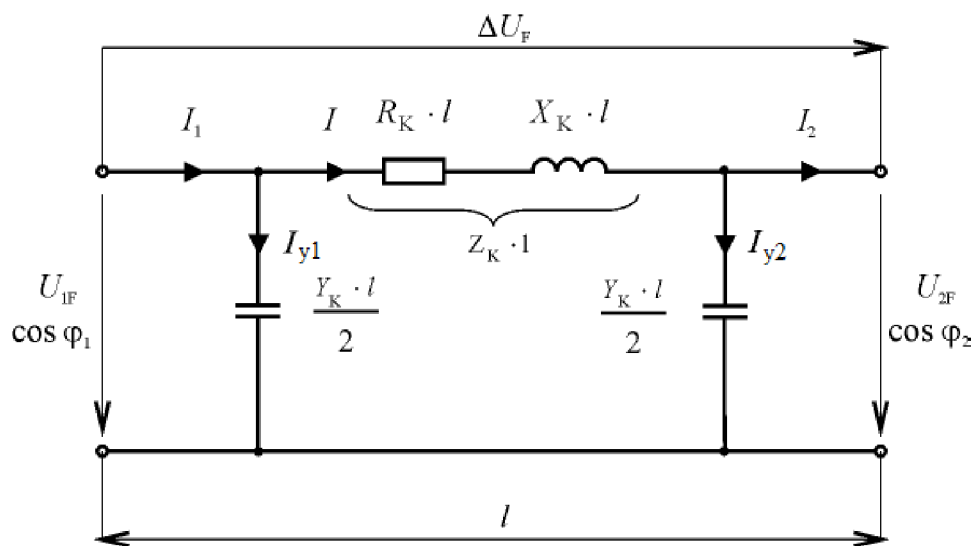 ΔU_F
I_1
I
R_K · l
X_K · l
I_2
Z_K · 1
I_y1
I_y2
U_1F
cos φ_1
Y_K · l
2
Y_K · l
2
U_2F
cos φ_2
l